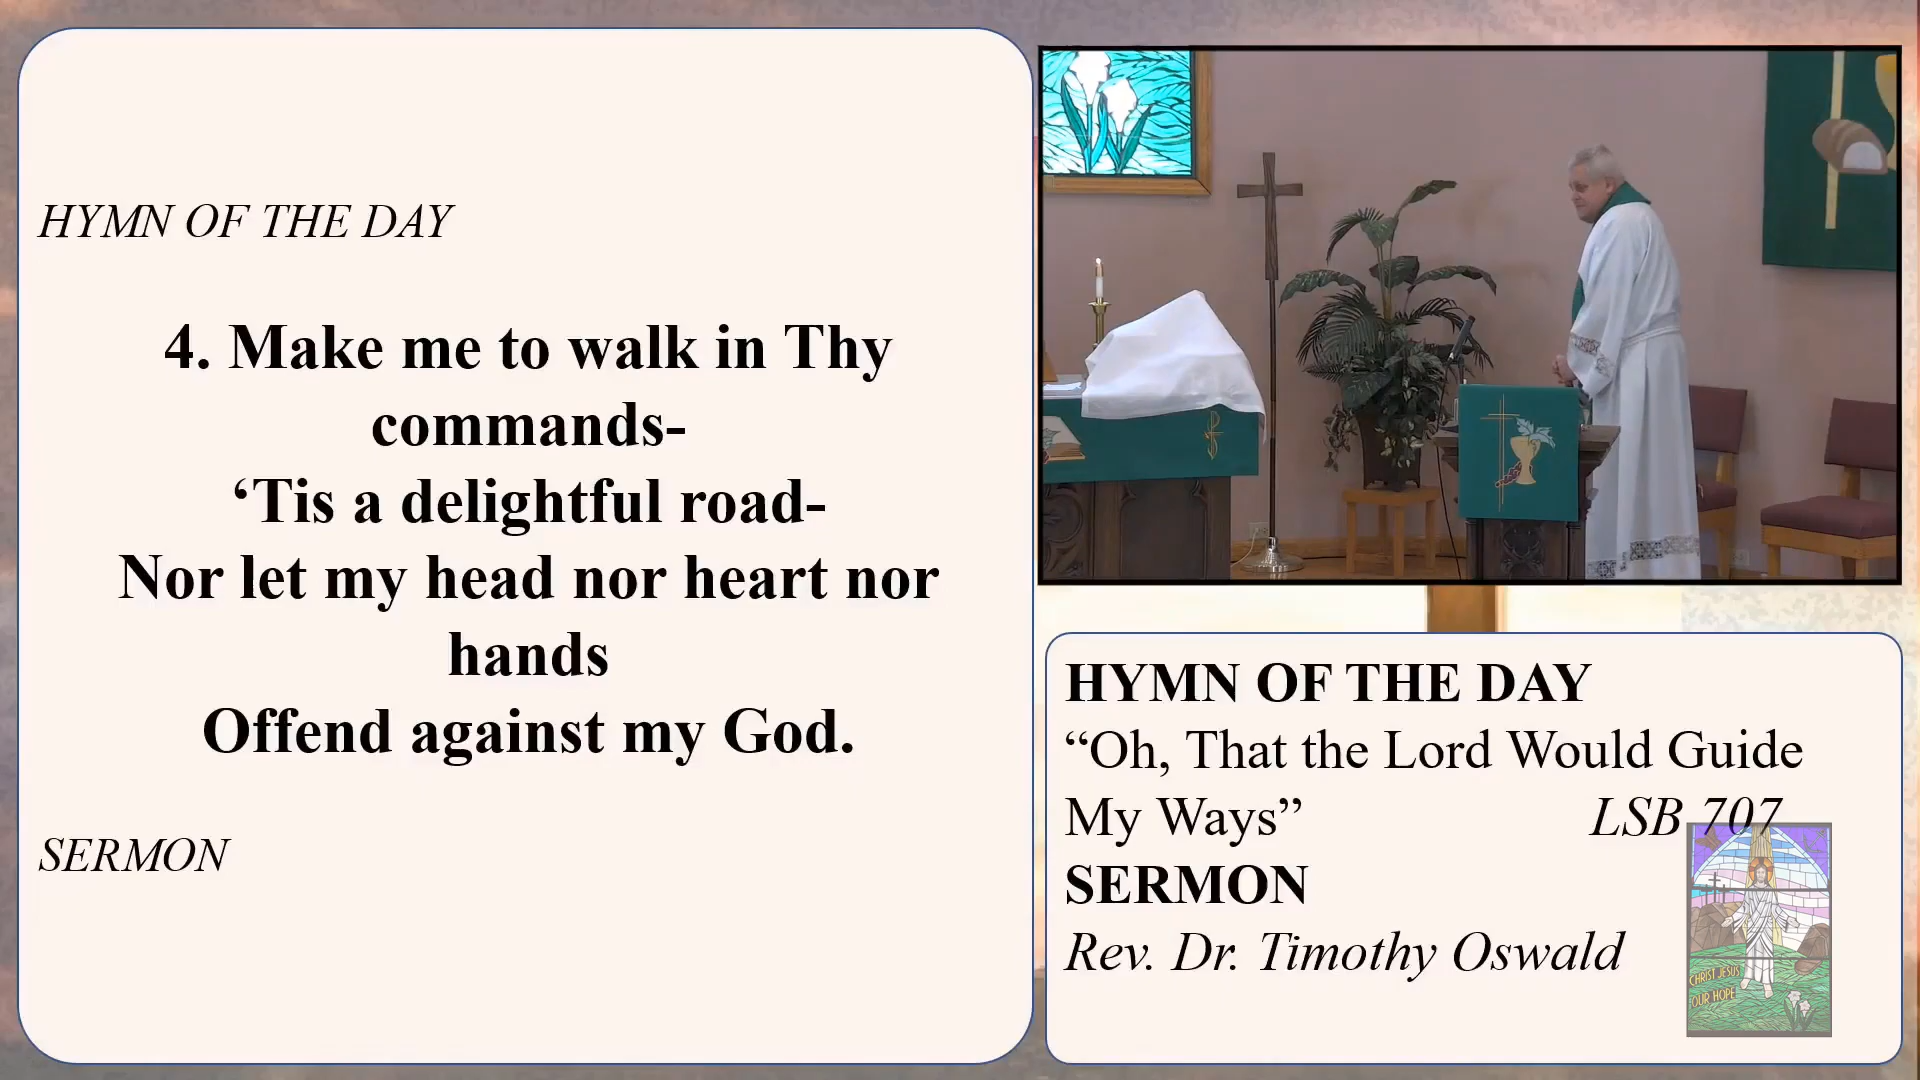 HYMN OF THE DAY
4. Make me to walk in Thy
commands-
‘Tis a delightful road-
Nor let my head nor heart nor
hands
Offend against my God.
SERMON
HYMN OF THE DAY
“Oh, That the Lord Would Guide
My Ways” LSB 707
SERMON
Rev. Dr. Timothy Oswald
CHRIST JESUS
OUR HOPE